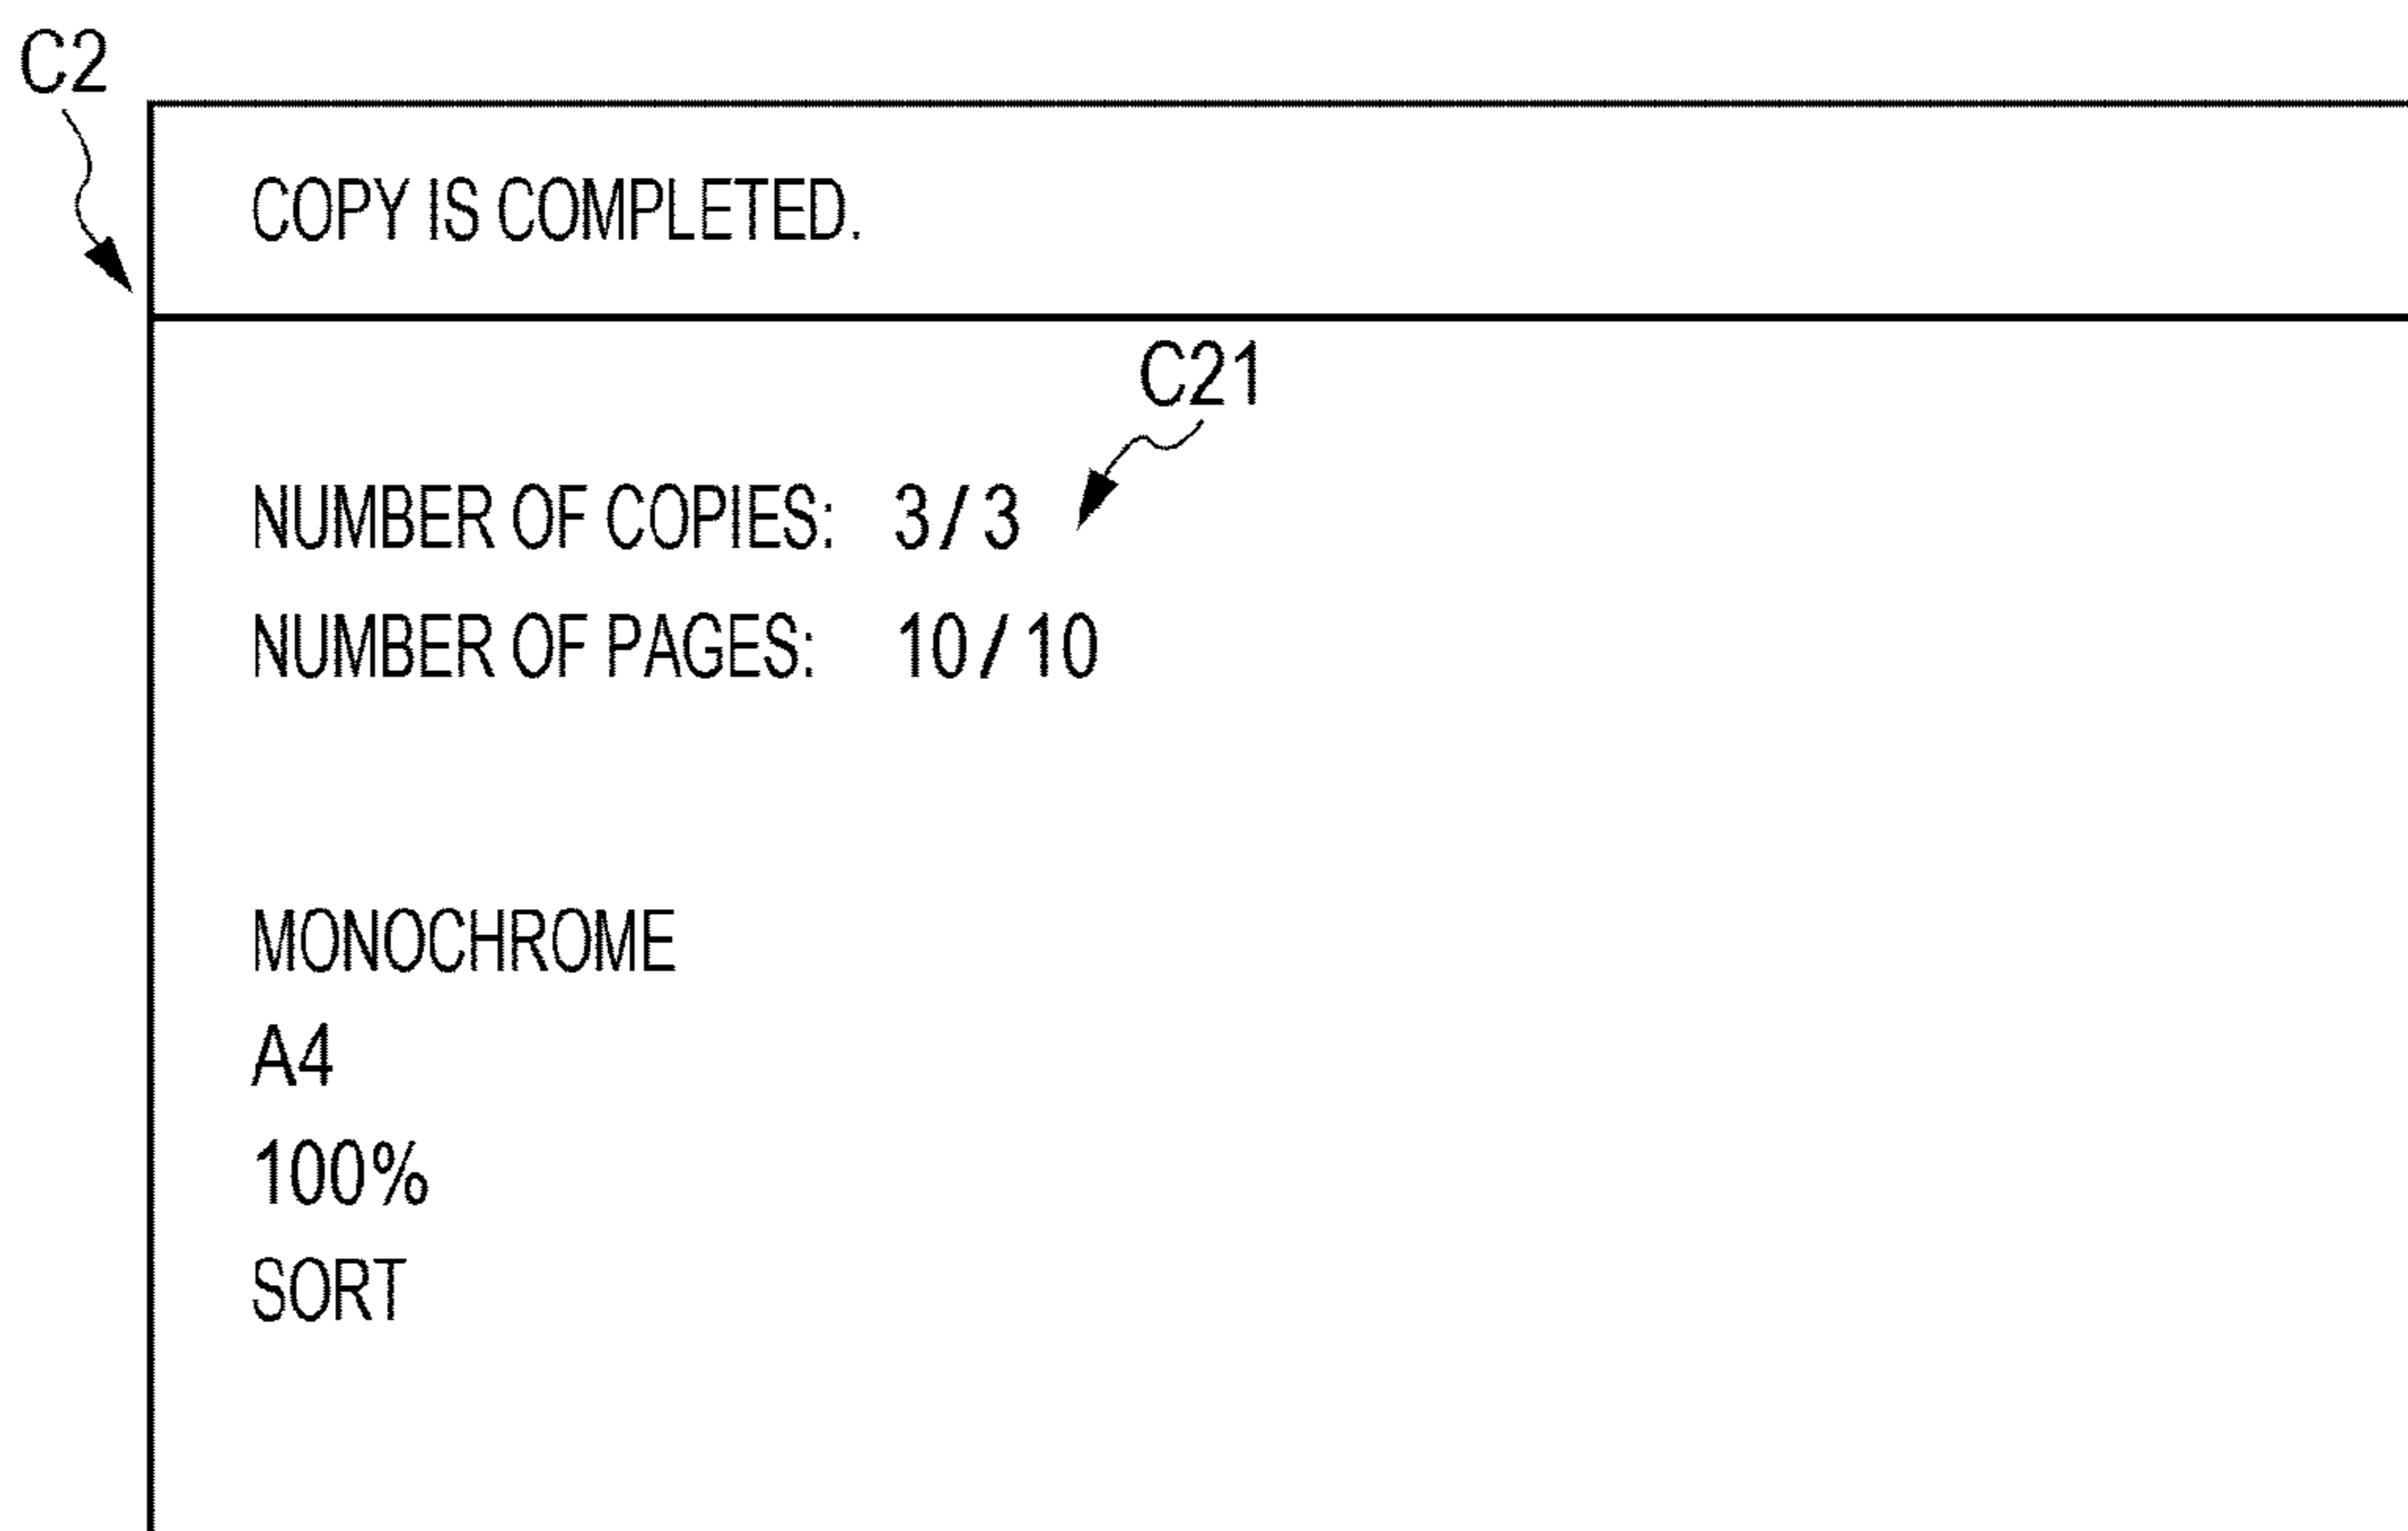 C2
COPY IS COMPLETED.
C21
NUMBER OF COPIES: 3/3
NUMBER OF PAGES: 10/10
MONOCHROME
A4
100%
SORT